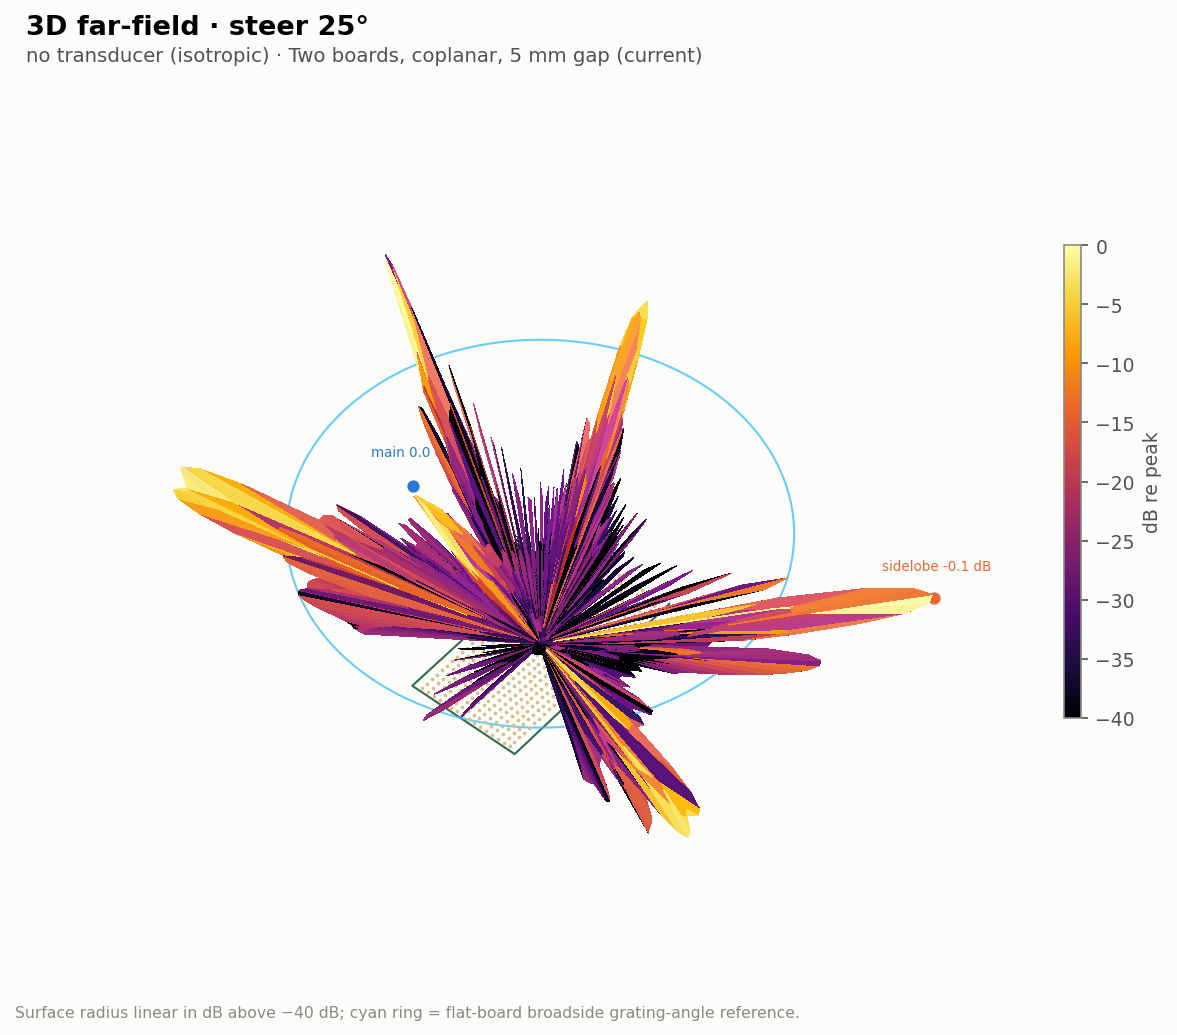 3D far-field · steer 25°
no transducer (isotropic) · Two boards, coplanar, 5 mm gap (current)
main 0.0
sidelobe -0.1 dB
0
−5
−10
−15
−20
−25
−30
−35
−40
dB re peak
Surface radius linear in dB above −40 dB; cyan ring = flat-board broadside grating-angle reference.